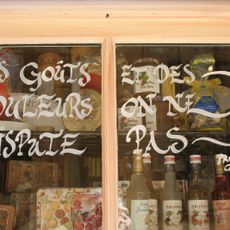 S GOÛTS ET DES
OULEURS ON NE
ISPUTE PAS